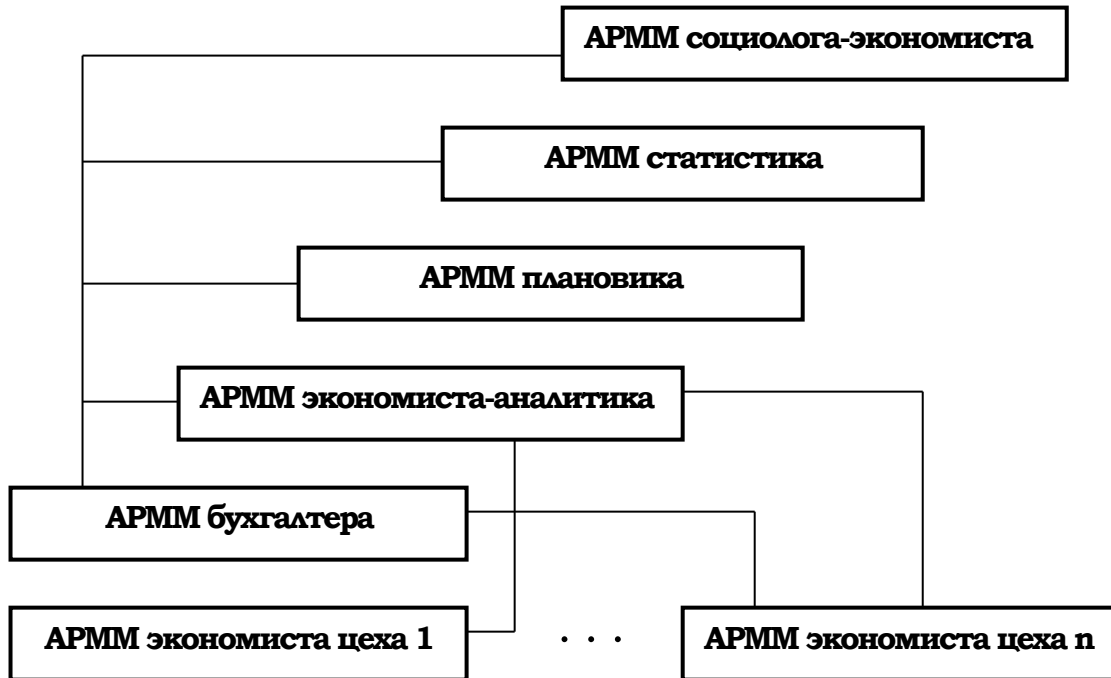 АРММ социолога-экономиста
АРММ статистика
АРММ плановика
АРММ экономиста-аналитика
АРММ бухгалтера
АРММ экономиста цеха 1
. . .
АРММ экономиста цеха n